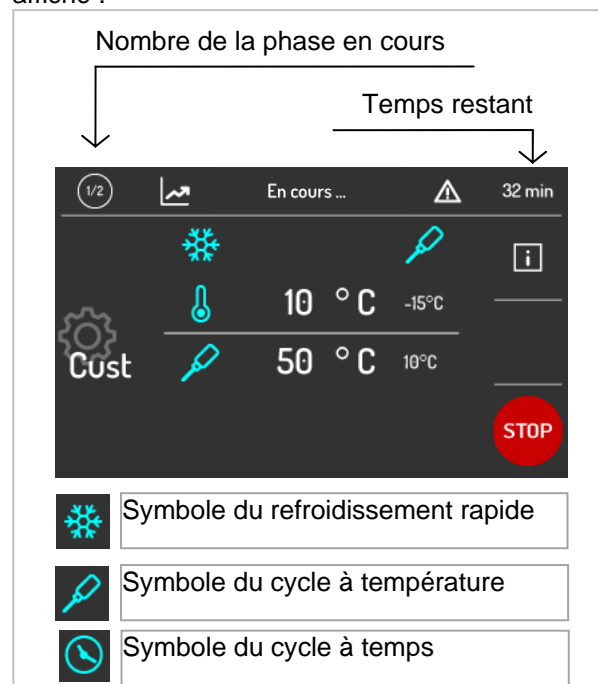 Nombre de la phase en cours
Temps restant
1/2 En cours ... 32 min
i
10 °C -15°C
Cust 50 °C 10°C
STOP
Symbole du refroidissement rapide
Symbole du cycle à température
Symbole du cycle à temps